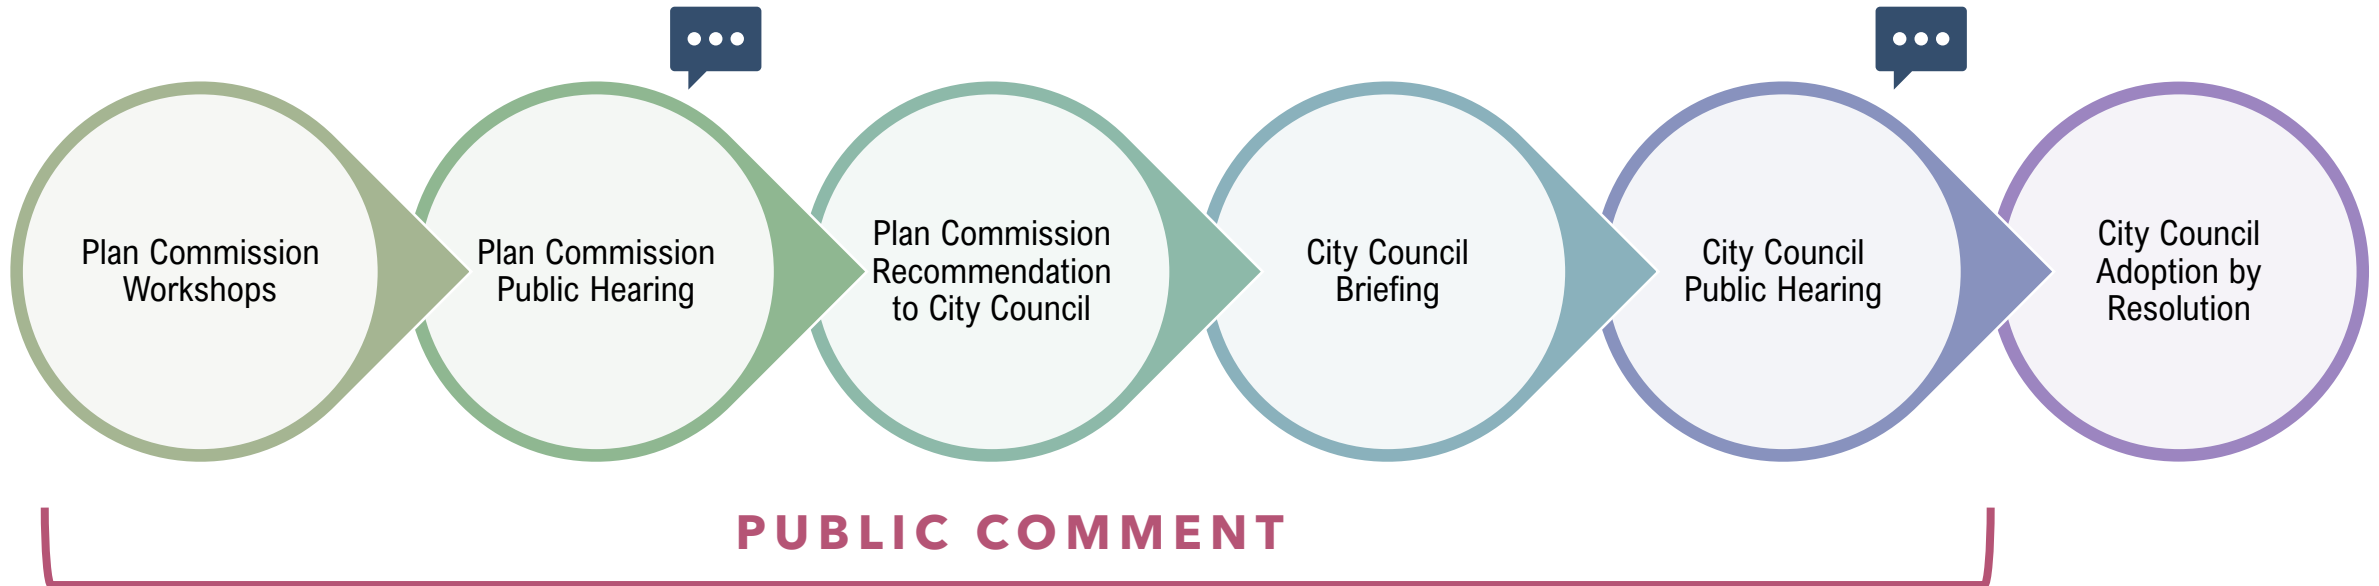 Plan Commission
Workshops
Plan Commission
Public Hearing
Plan Commission
Recommendation
to City Council
City Council
Briefing
City Council
Public Hearing
City Council
Adoption by
Resolution
PUBLIC COMMENT